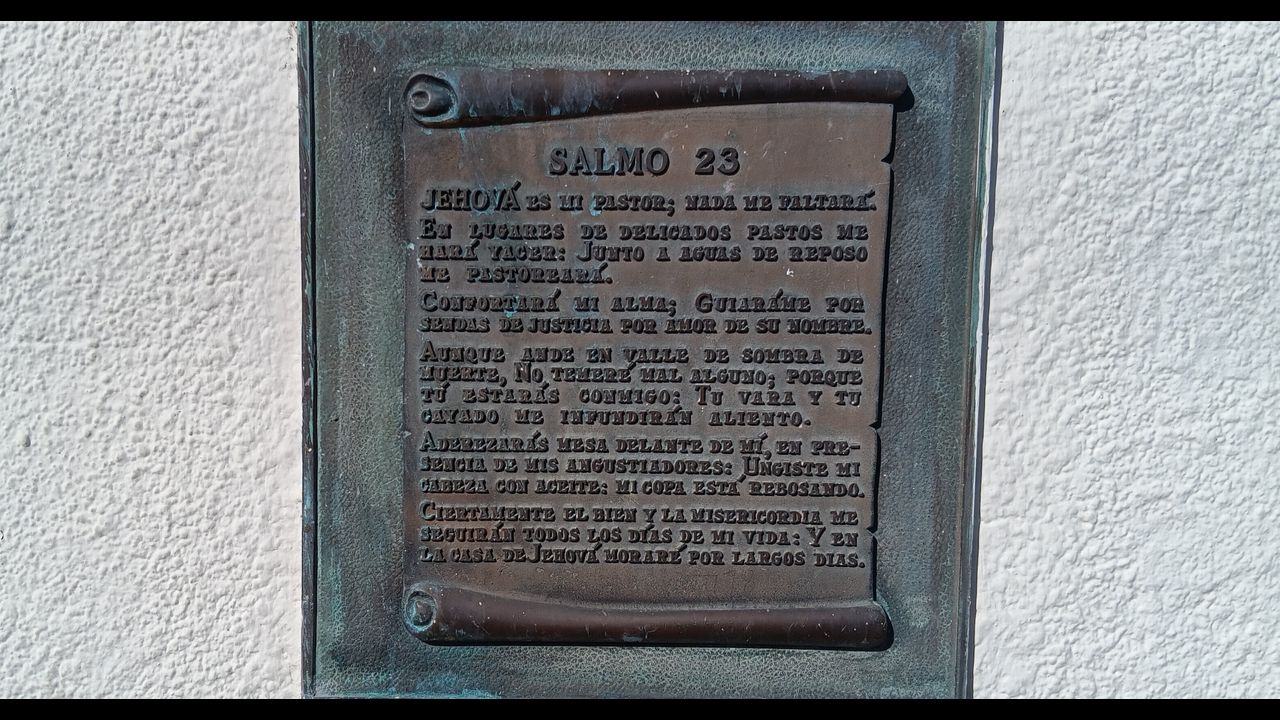 SALMO 23
JEHOVÁ ES MI PASTOR; NADA ME FALTARÁ.
EN LUGARES DE DELICADOS PASTOS ME
HARÁ YACER: JUNTO A AGUAS DE REPOSO
ME PASTOREARÁ.
CONFORTARÁ MI ALMA; GUIARÁME POR
SENDAS DE JUSTICIA POR AMOR DE SU NOMBRE.
AUNQUE ANDE EN VALLE DE SOMBRA DE
MUERTE, NO TEMERÉ MAL ALGUNO; PORQUE
TÚ ESTARÁS CONMIGO: TU VARA Y TU
CAYADO ME INFUNDIRÁN ALIENTO.
ADEREZARÁS MESA DELANTE DE MÍ, EN PRE-
SENCIA DE MIS ANGUSTIADORES: UNGISTE MI
CABEZA CON ACEITE: MI COPA ESTÁ REBOSANDO.
CIERTAMENTE EL BIEN Y LA MISERICORDIA ME
SEGUIRÁN TODOS LOS DÍAS DE MI VIDA: Y EN
LA CASA DE JEHOVÁ MORARÉ POR LARGOS DIAS.